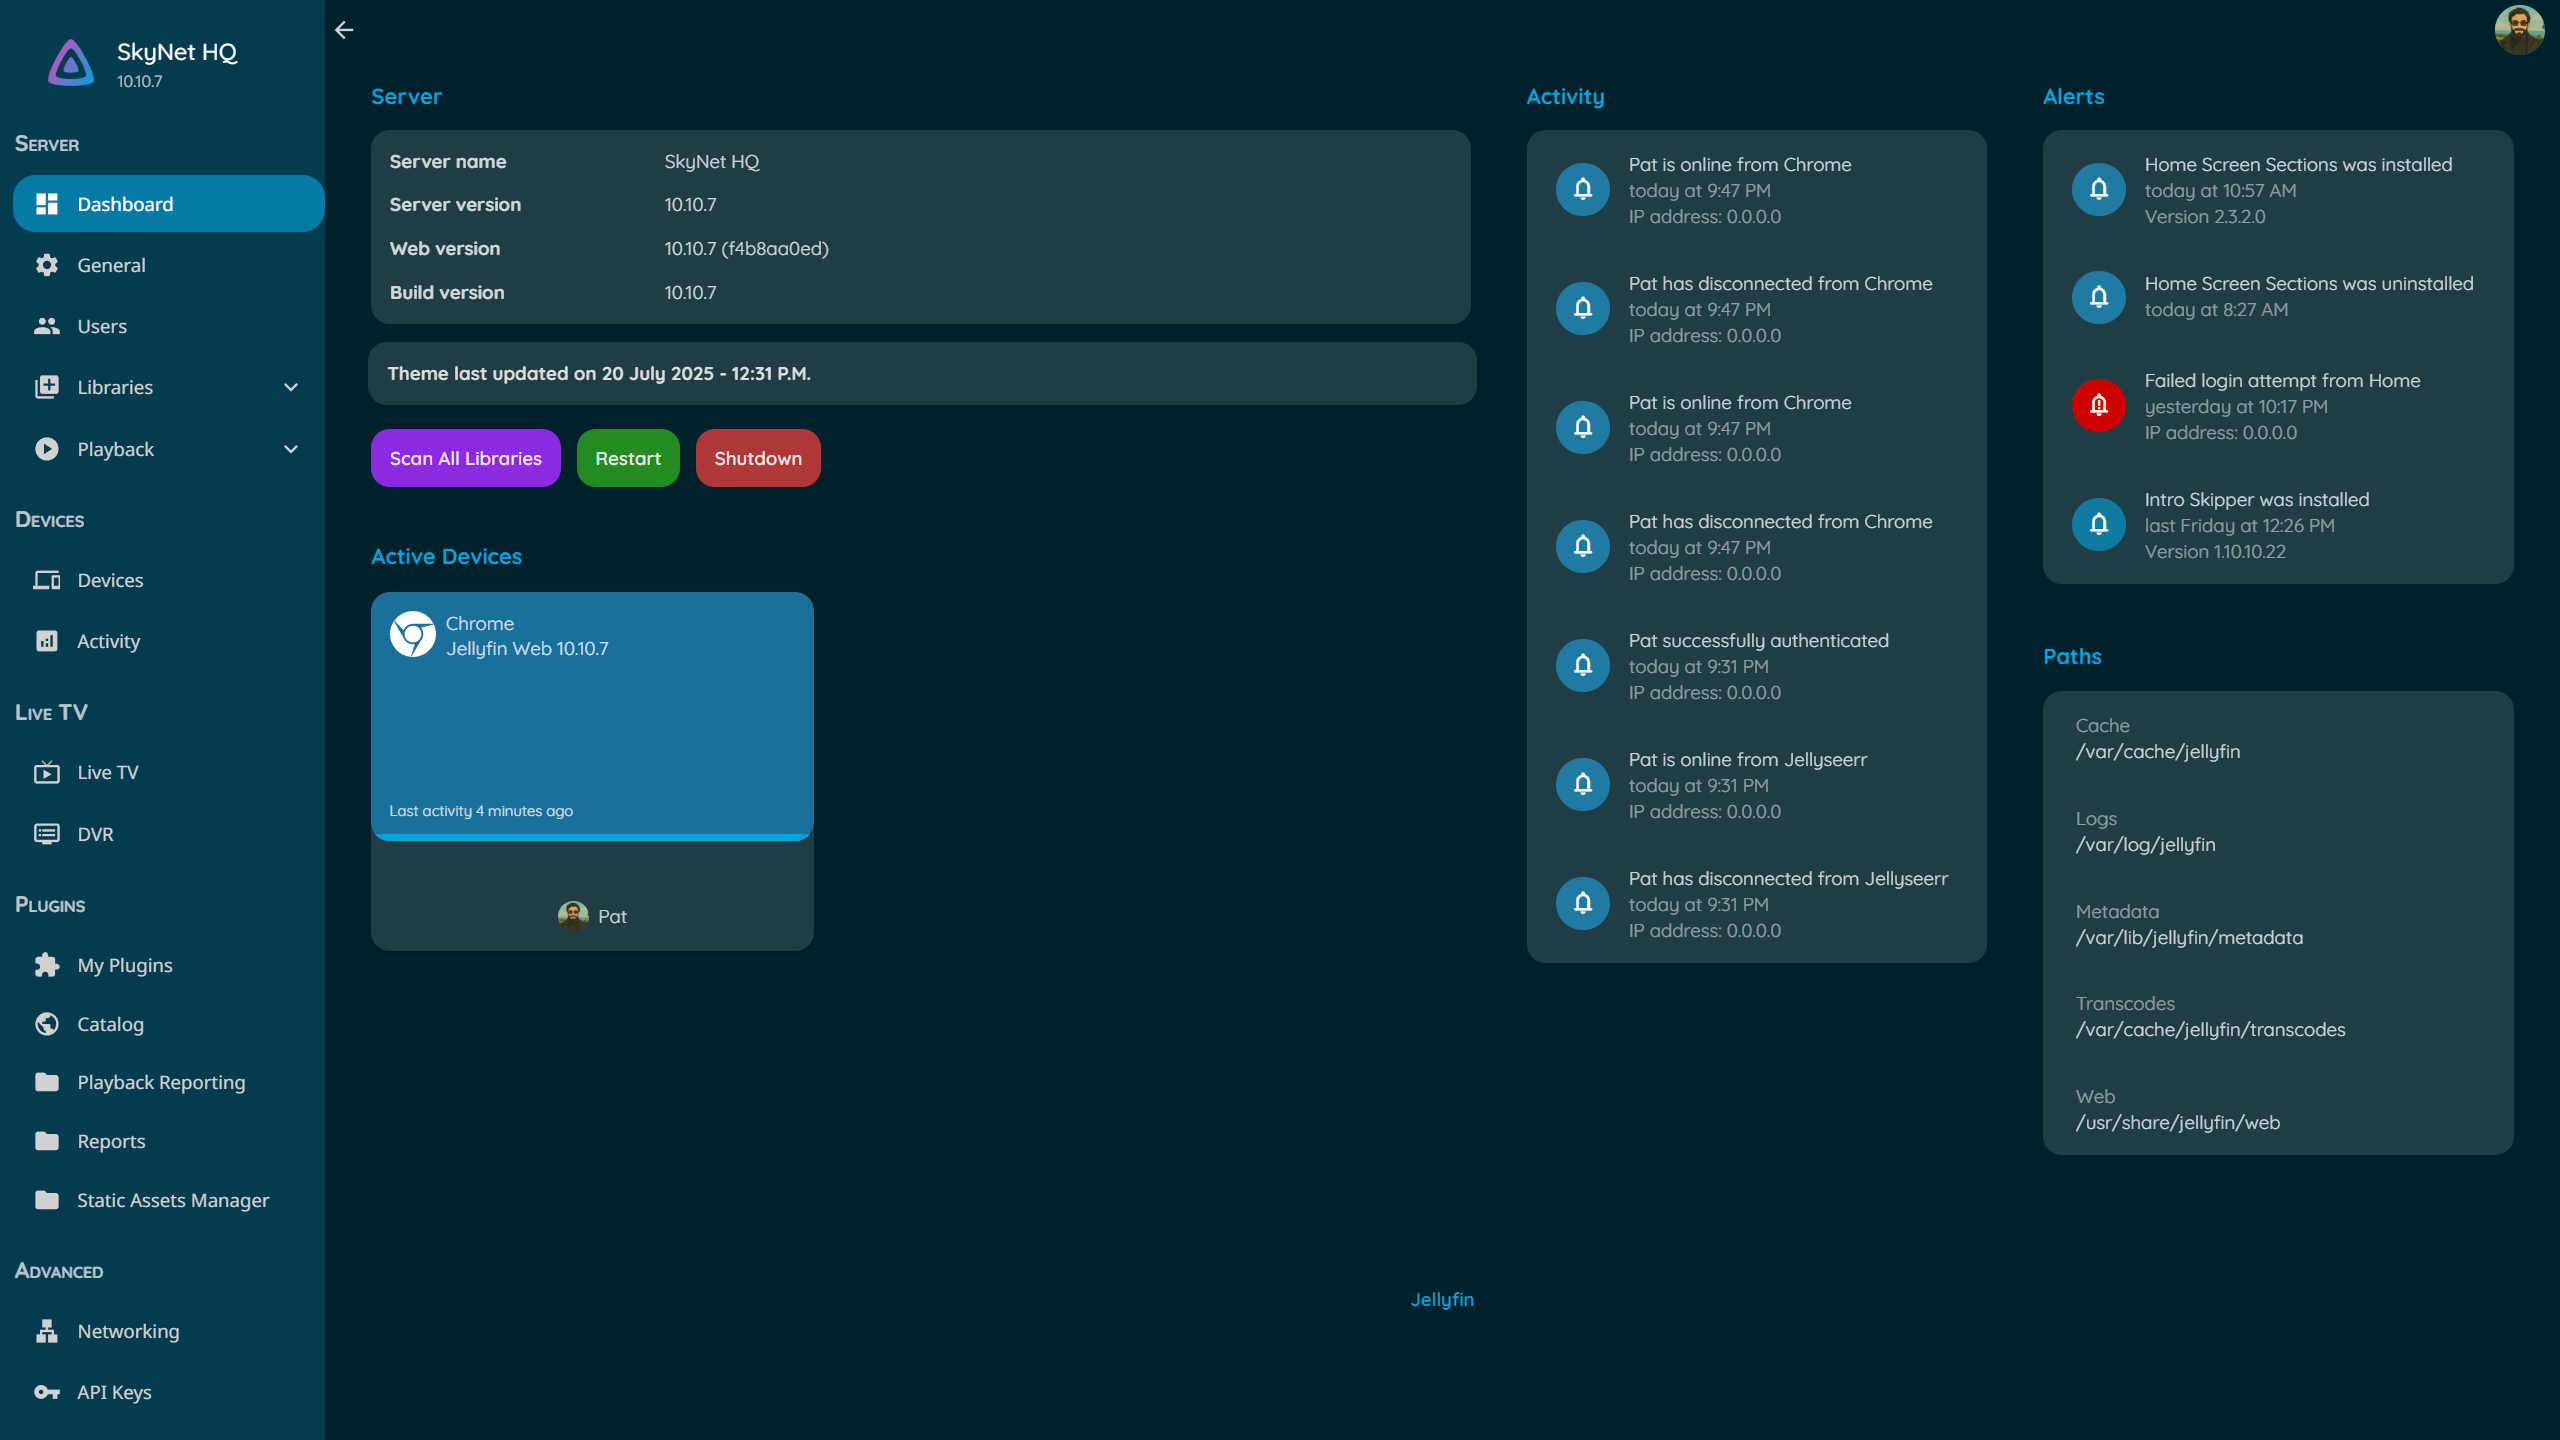 SkyNet HQ
10.10.7
Server
Dashboard
General
Users
Libraries
Playback
Devices
Devices
Activity
Live TV
Live TV
DVR
Plugins
My Plugins
Catalog
Playback Reporting
Reports
Static Assets Manager
Advanced
Networking
API Keys
Server
Server name SkyNet HQ
Server version 10.10.7
Web version 10.10.7 (f4b8aa0ed)
Build version 10.10.7
Theme last updated on 20 July 2025 - 12:31 P.M.
Scan All Libraries Restart Shutdown
Active Devices
Chrome
Jellyfin Web 10.10.7
Last activity 4 minutes ago
Pat
Jellyfin
Activity
Pat is online from Chrome
today at 9:47 PM
IP address: 0.0.0.0
Pat has disconnected from Chrome
today at 9:47 PM
IP address: 0.0.0.0
Pat is online from Chrome
today at 9:47 PM
IP address: 0.0.0.0
Pat has disconnected from Chrome
today at 9:47 PM
IP address: 0.0.0.0
Pat successfully authenticated
today at 9:31 PM
IP address: 0.0.0.0
Pat is online from Jellyseerr
today at 9:31 PM
IP address: 0.0.0.0
Pat has disconnected from Jellyseerr
today at 9:31 PM
IP address: 0.0.0.0
Alerts
Home Screen Sections was installed
today at 10:57 AM
Version 2.3.2.0
Home Screen Sections was uninstalled
today at 8:27 AM
Failed login attempt from Home
yesterday at 10:17 PM
IP address: 0.0.0.0
Intro Skipper was installed
last Friday at 12:26 PM
Version 1.10.10.22
Paths
Cache
/var/cache/jellyfin
Logs
/var/log/jellyfin
Metadata
/var/lib/jellyfin/metadata
Transcodes
/var/cache/jellyfin/transcodes
Web
/usr/share/jellyfin/web